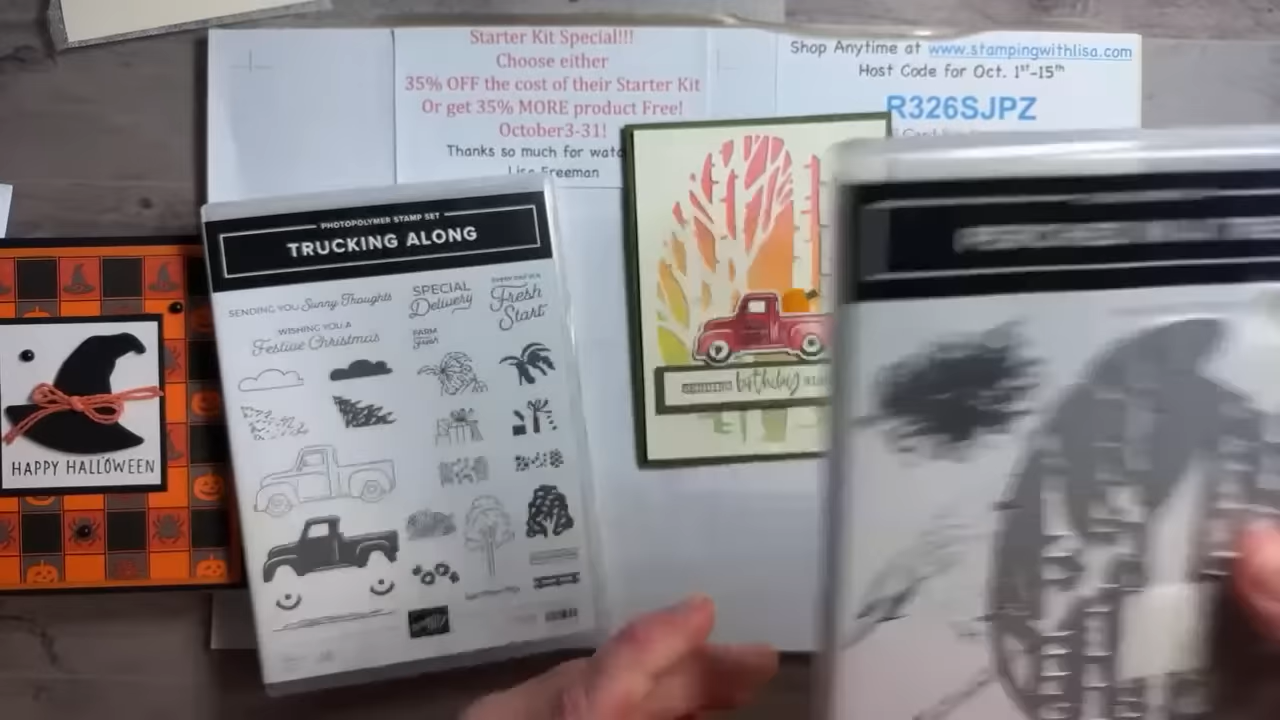 Starter Kit Special!!!
Choose either
35% OFF the cost of their Starter Kit
Or get 35% MORE product Free!
October3-31!
Thanks so much for
Lisa Freeman
Shop Anytime at www.stampingwithlisa.com
Host Code for Oct. 1st-15th
R326SJPZ
PHOTOPOLYMER STAMP SET
TRUCKING ALONG
SENDING YOU Sunny Thoughts
SPECIAL
Delivery
Fresh
Start
WISHING YOU A
Festive Christmas
FARM
Fresh
birthday
HAPPY HALLOWEEN